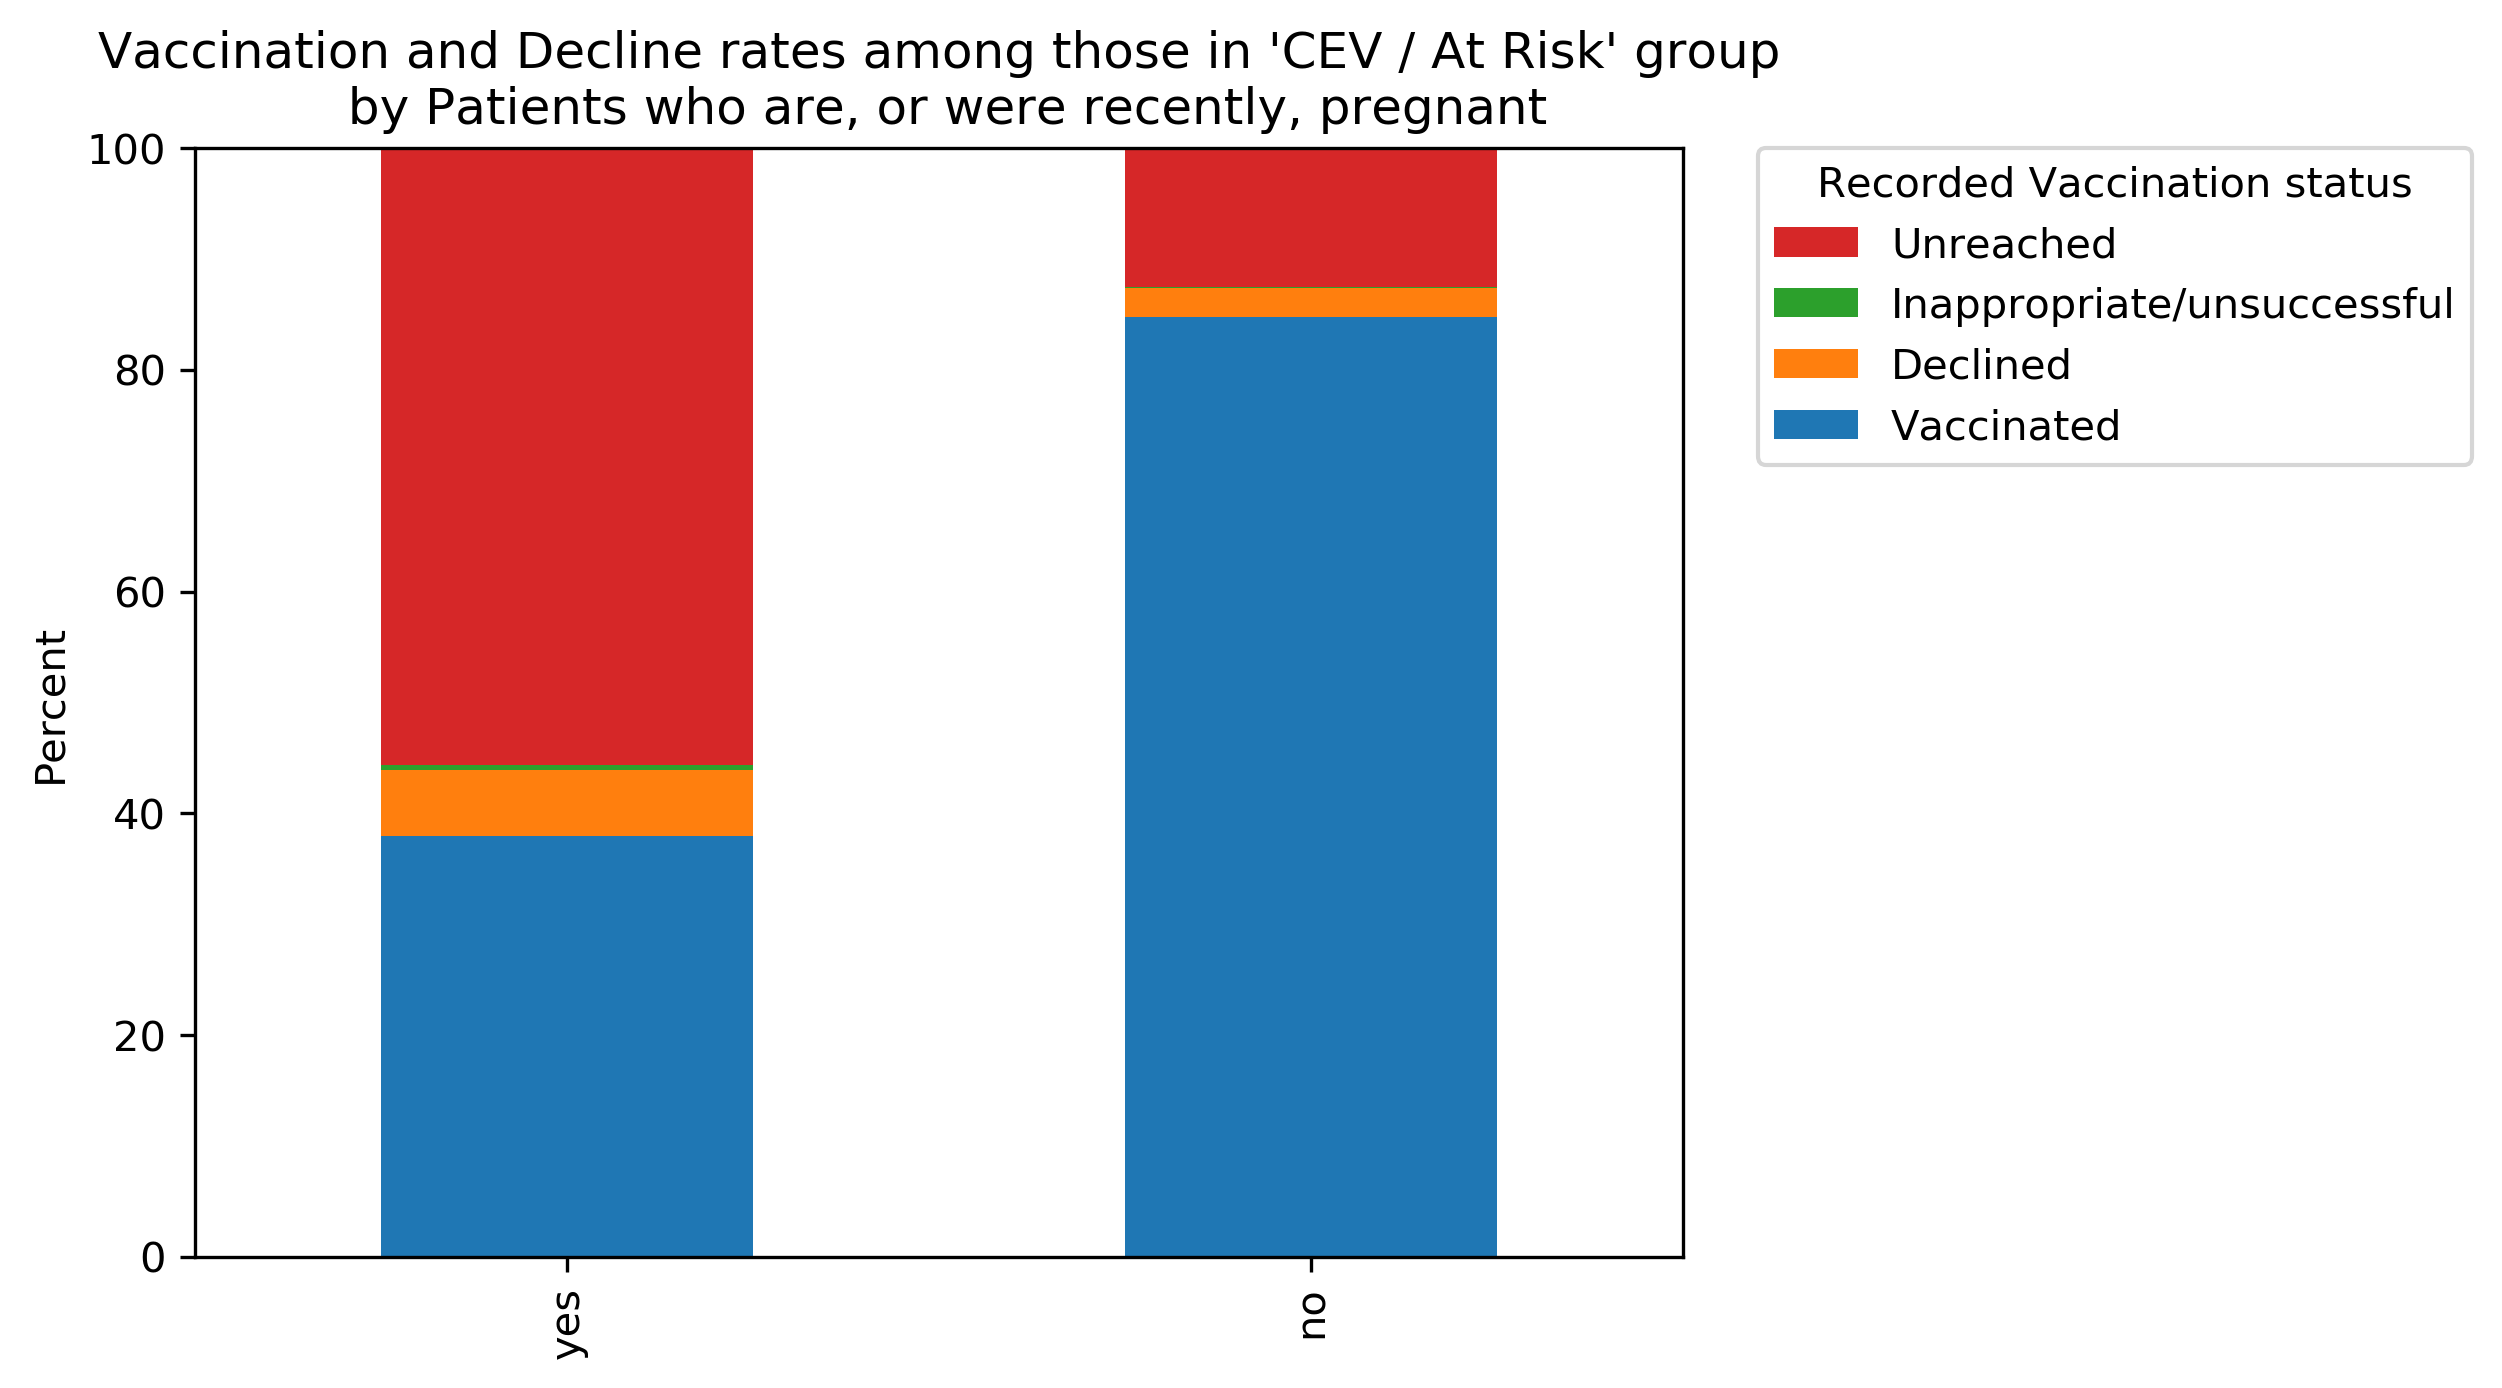 Vaccination and Decline rates among those in 'CEV / At Risk' group
by Patients who are, or were recently, pregnant
100
80
60
40
20
0
Percent
yes
no
Recorded Vaccination status
Unreached
Inappropriate/unsuccessful
Declined
Vaccinated